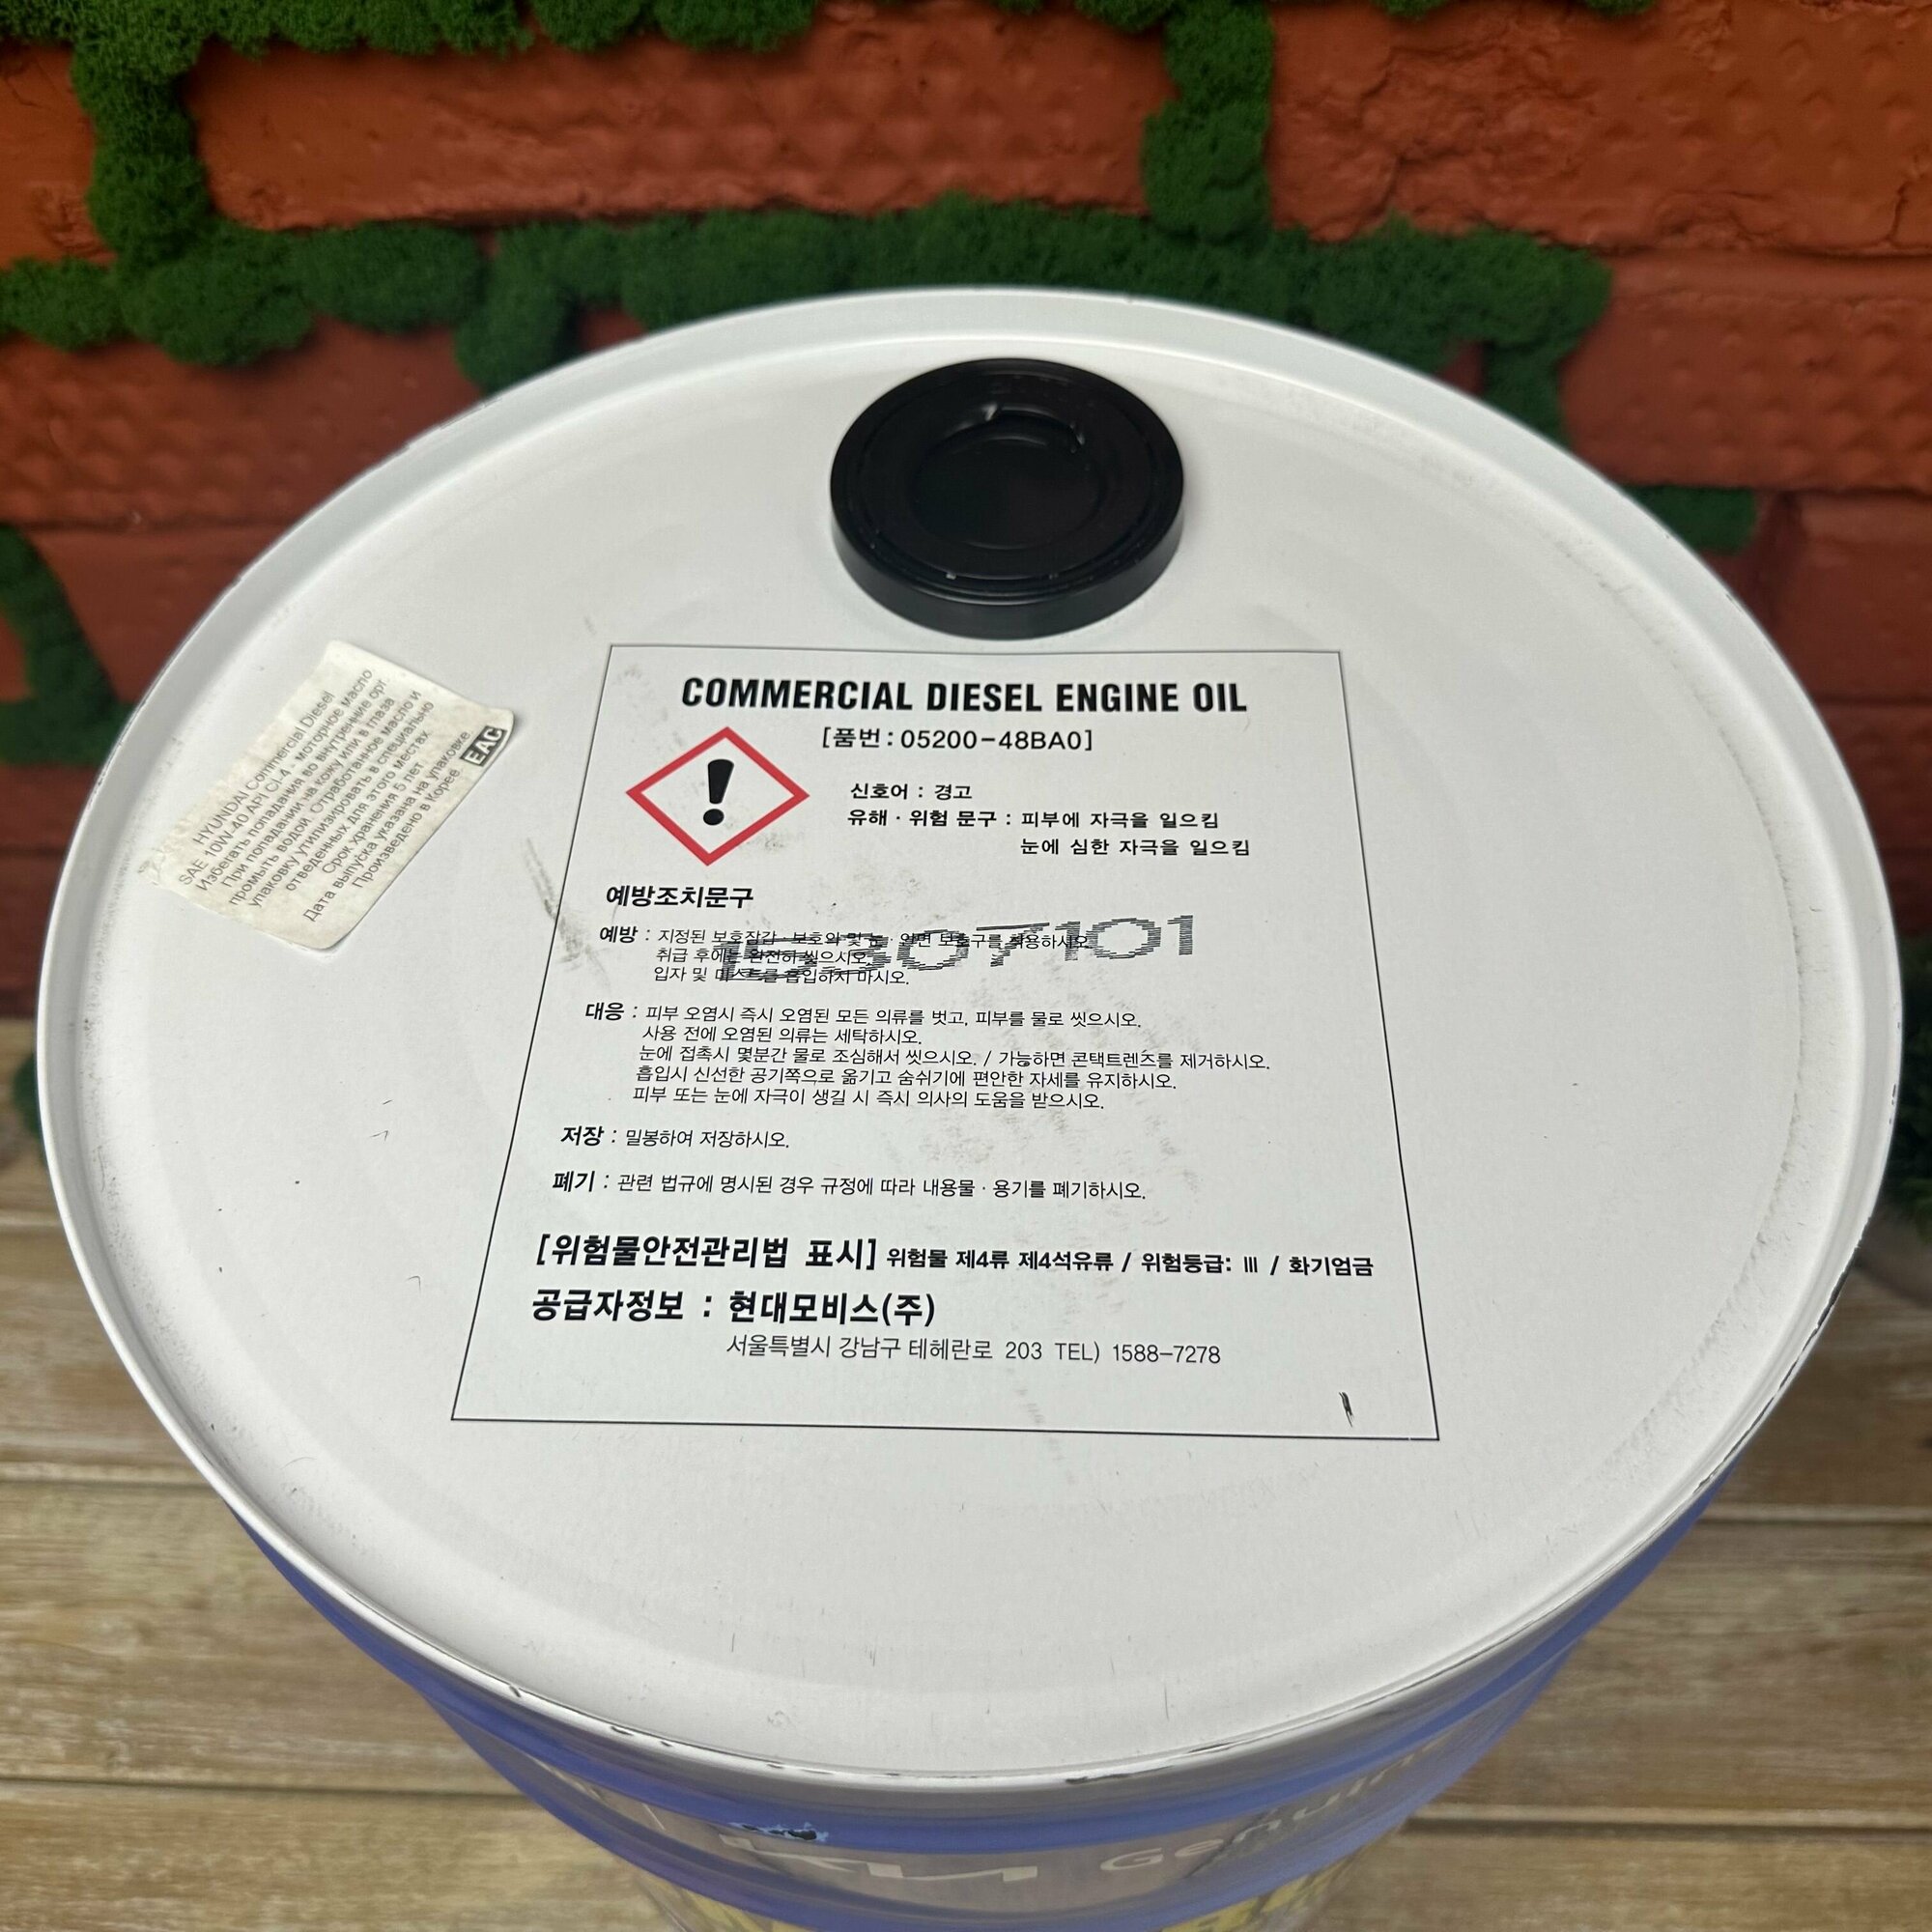 COMMERCIAL DIESEL ENGINE OIL
[품번 : 05200-48BA0]
신호어 : 경고
유해 · 위험 문구 : 피부에 자극을 일으킴
눈에 심한 자극을 일으킴
예방조치문구
예방 : 지정된 보호장갑 · 보호의 및 눈 · 안면 보호구를 착용하시오.
취급 후에는 완전히 씻으시오.
입자 및 미스트를 흡입하지 마시오.
07101
대응 : 피부 오염시 즉시 오염된 모든 의류를 벗고, 피부를 물로 씻으시오.
사용 전에 오염된 의류는 세탁하시오.
눈에 접촉시 몇분간 물로 조심해서 씻으시오. / 가능하면 콘택트렌즈를 제거하시오.
흡입시 신선한 공기쪽으로 옮기고 숨쉬기에 편안한 자세를 유지하시오.
피부 또는 눈에 자극이 생길 시 즉시 의사의 도움을 받으시오.
저장 : 밀봉하여 저장하시오.
폐기 : 관련 법규에 명시된 경우 규정에 따라 내용물 · 용기를 폐기하시오.
[위험물안전관리법 표시] 위험물 제4류 제4석유류 / 위험등급: Ⅲ / 화기엄금
공급자정보 : 현대모비스(주)
서울특별시 강남구 테헤란로 203 TEL) 1588-7278
HYUNDAI Commercial Diesel
SAE 10W-40 API CI-4 - моторное масло
Избегать попадания во внутренние орг
При попадании на кожу или в глаза
промыть водой. Отработанное масло и
упаковку утилизировать в специально
отведенных для этого местах.
Срок хранения 5 лет.
Дата выпуска указана на упаковке
Произведено в Корее.
EAC
KIA Genuine